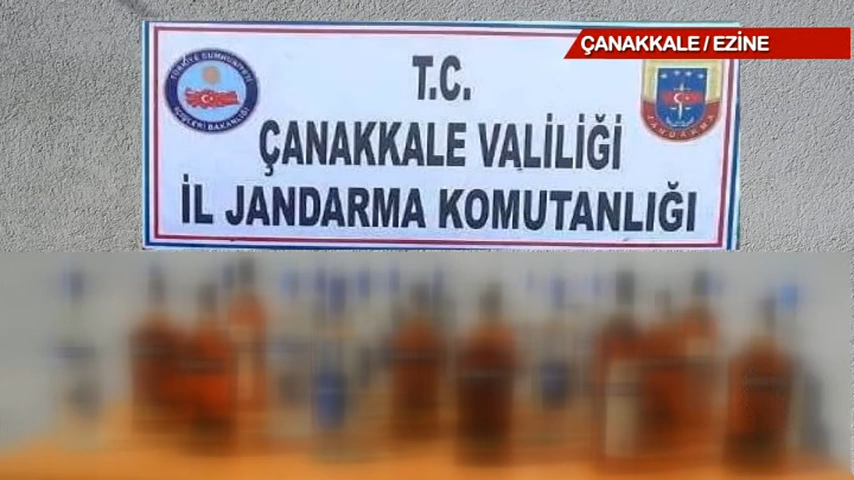 ÇANAKKALE / EZİNE
T.C.
ÇANAKKALE VALİLİĞİ
İL JANDARMA KOMUTANLIĞI
TÜRKİYE CUMHURİYETİ
İÇİŞLERİ BAKANLIĞI
JANDARMA